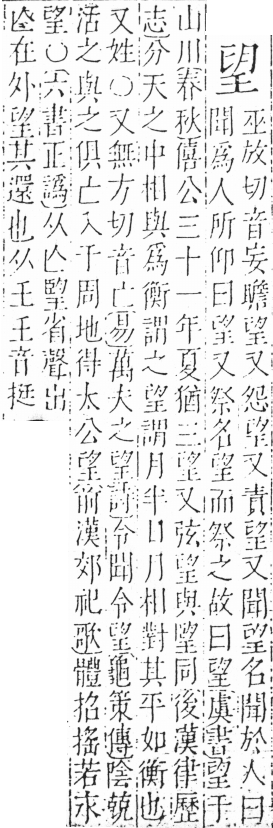 望
巫放切音妄瞻望又怨望又責望又聞望名聞於人曰
聞爲人所仰曰望又祭名望而祭之故曰望虞書望于
山川春秋僖公三十一年夏猶三望又弦望與朢同後漢律歷
志分天之中相與爲衡謂之望謂月半日月相對其平如衡也
又姓○又無方切音亡易萬夫之望詩令聞令望龜策傳陰兢
活之與之俱亡入于周地得太公望前漢郊祀歌體招搖若永
望○六書正譌从亾朢省聲出
亾在外望其還也从𡈼𡈼音挺